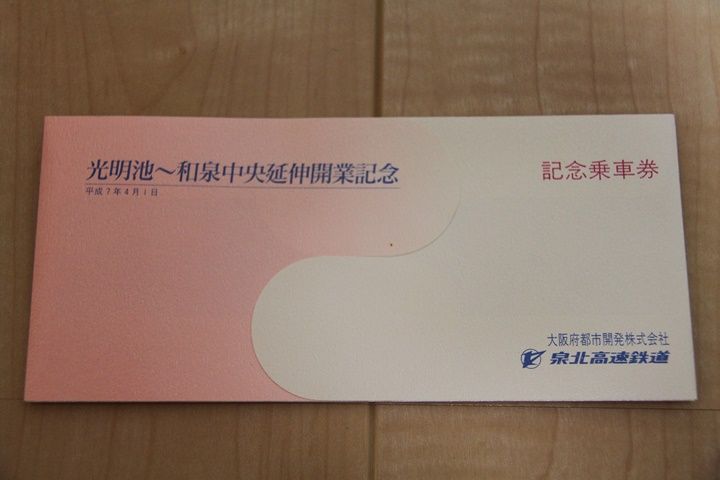 光明池〜和泉中央延伸開業記念
平成7年4月1日
記念乗車券
大阪府都市開発株式会社
泉北高速鉄道